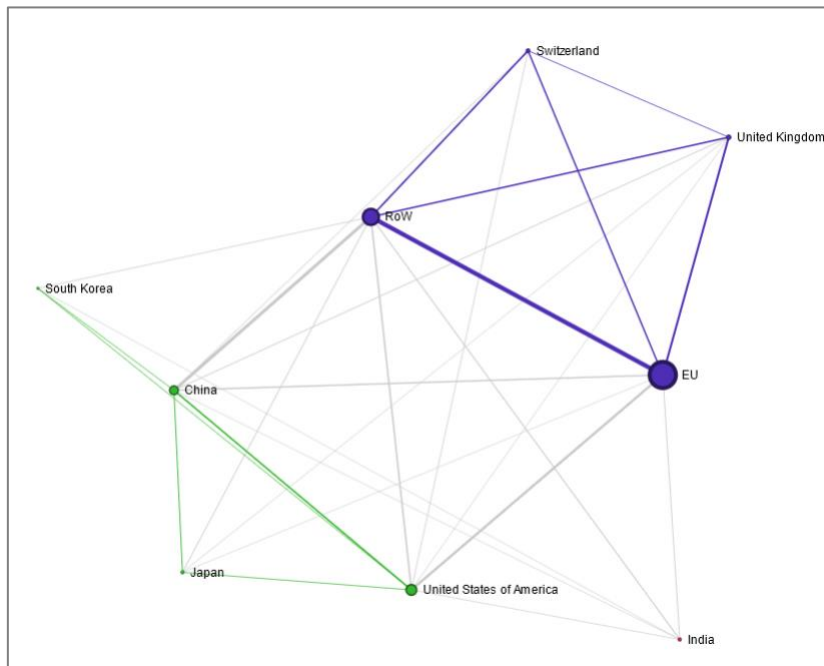 Switzerland
United Kingdom
RoW
South Korea
EU
China
Japan
United States of America
India